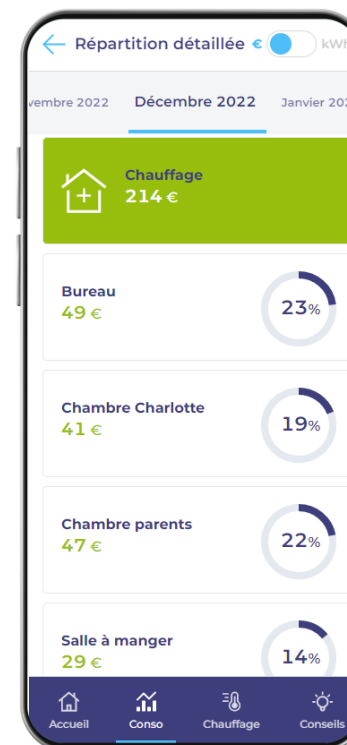 Répartition détaillée € kWh
vembre 2022 Décembre 2022 Janvier 202
Chauffage
214 €
Bureau
49 €
23%
Chambre Charlotte
41 €
19%
Chambre parents
47 €
22%
Salle à manger
29 €
14%
Accueil Conso Chauffage Conseils